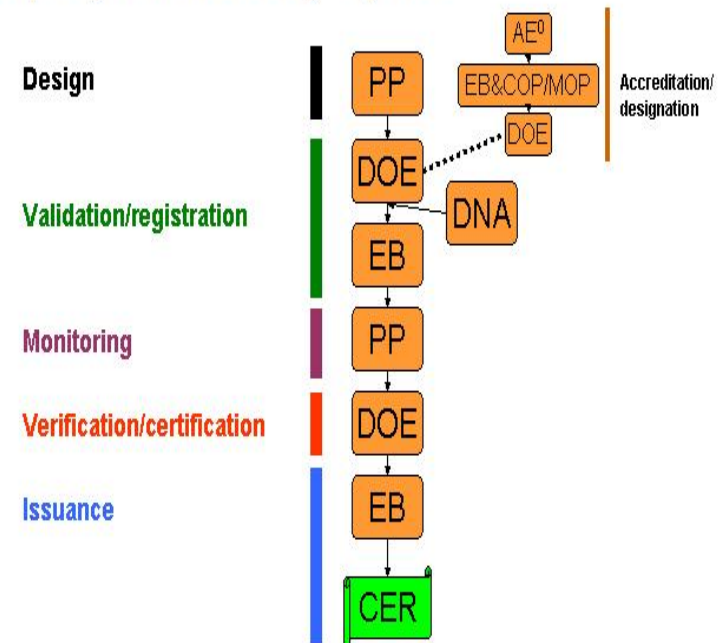 AE⁰
Design
PP
EB&COP/MOP
Accreditation/
designation
DOE
DOE
Validation/registration
DNA
EB
Monitoring
PP
Verification/certification
DOE
Issuance
EB
CER